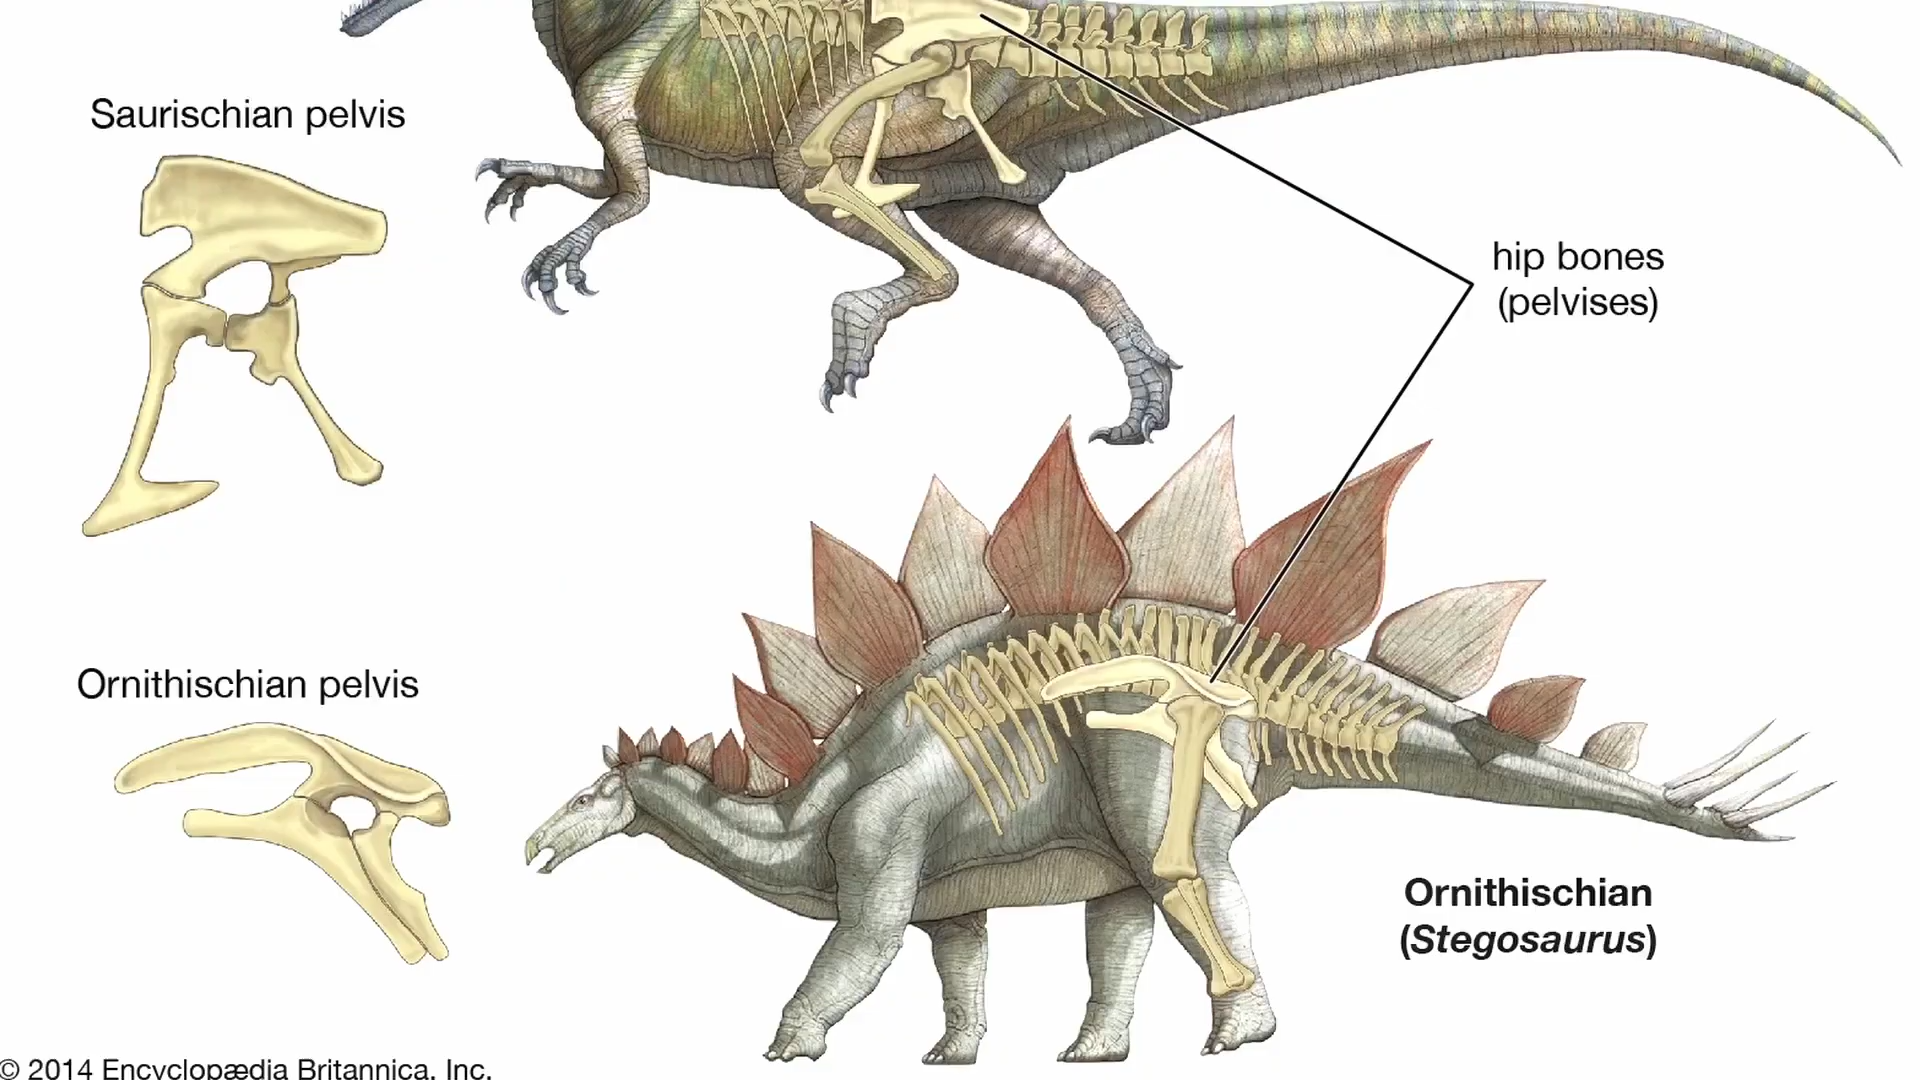 Saurischian pelvis
hip bones
(pelvises)
Ornithischian pelvis
Ornithischian
(Stegosaurus)
© 2014 Encyclopædia Britannica, Inc.